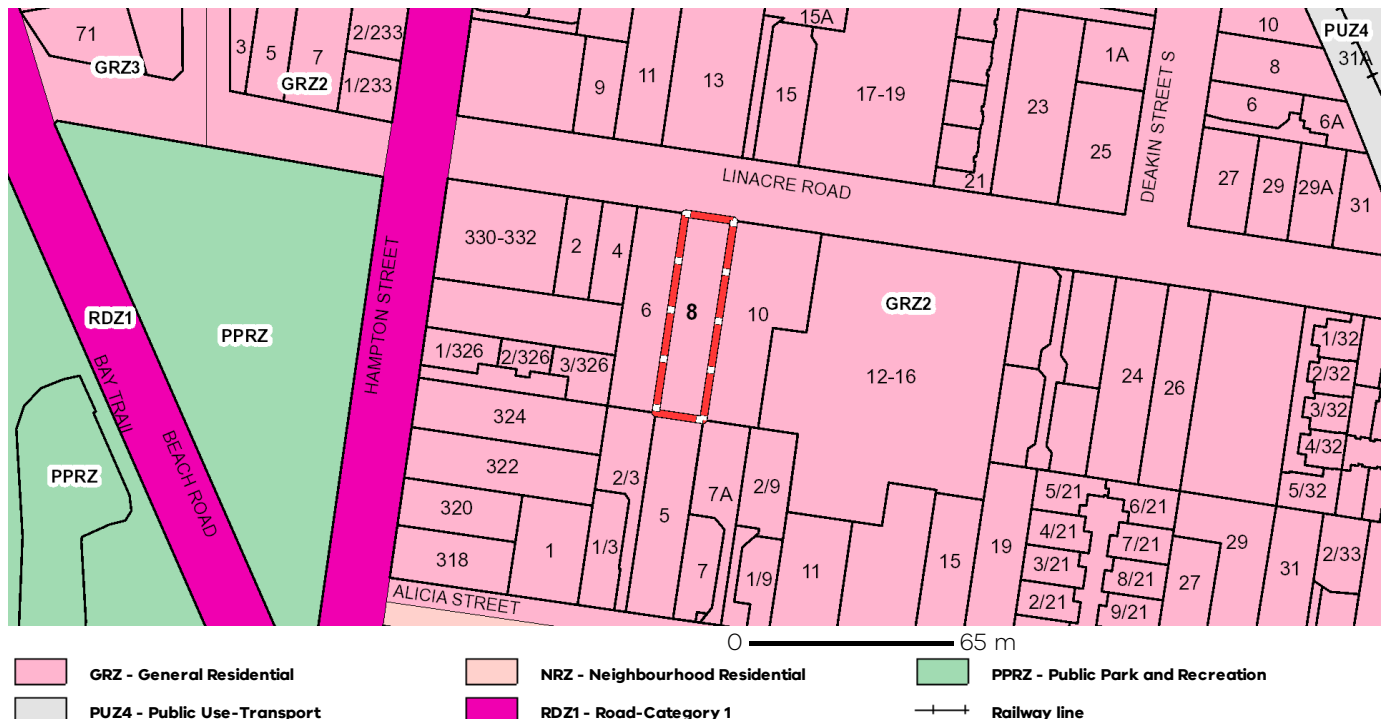 71
GRZ3
3
5
7
2/233
GRZ2
1/233
9
11
13
15A
15
17-19
21
23
1A
25
DEAKIN STREET S
10
8
6
6A
PUZ4
31A
27
29
29A
31
LINACRE ROAD
330-332
2
4
6
8
10
GRZ2
12-16
HAMPTON STREET
RDZ1
PPRZ
BAY TRAIL
BEACH ROAD
PPRZ
1/326
2/326
3/326
324
322
320
318
1
2/3
1/3
5
7A
7
2/9
1/9
11
15
19
24
26
1/32
2/32
3/32
4/32
5/32
5/21
6/21
4/21
7/21
3/21
8/21
2/21
9/21
27
29
31
2/33
ALICIA STREET
0 65 m
GRZ - General Residential
NRZ - Neighbourhood Residential
PPRZ - Public Park and Recreation
PUZ4 - Public Use-Transport
RDZ1 - Road-Category 1
Railway line